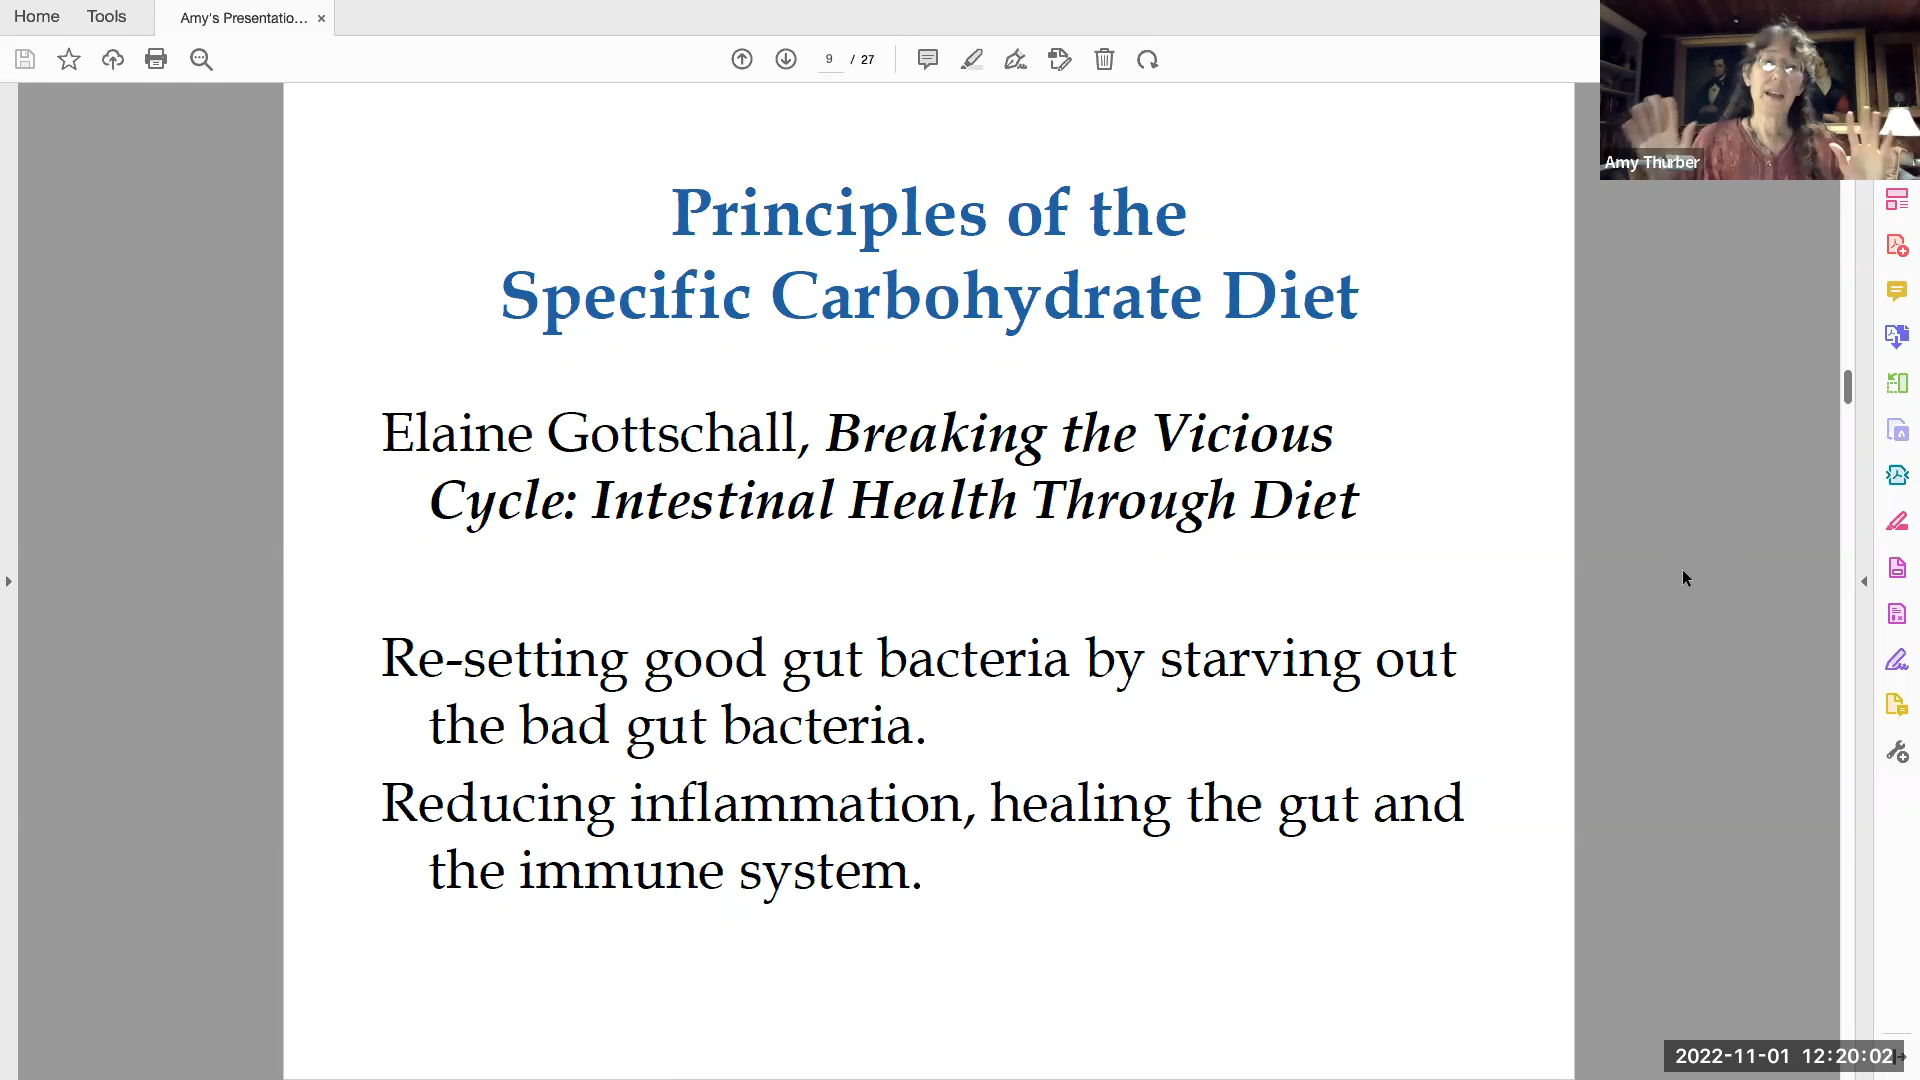 Home Tools Amy's Presentatio... ×
9 / 27
Amy Thurber
Principles of the
Specific Carbohydrate Diet
Elaine Gottschall, Breaking the Vicious
Cycle: Intestinal Health Through Diet
Re-setting good gut bacteria by starving out
the bad gut bacteria.
Reducing inflammation, healing the gut and
the immune system.
2022-11-01 12:20:02